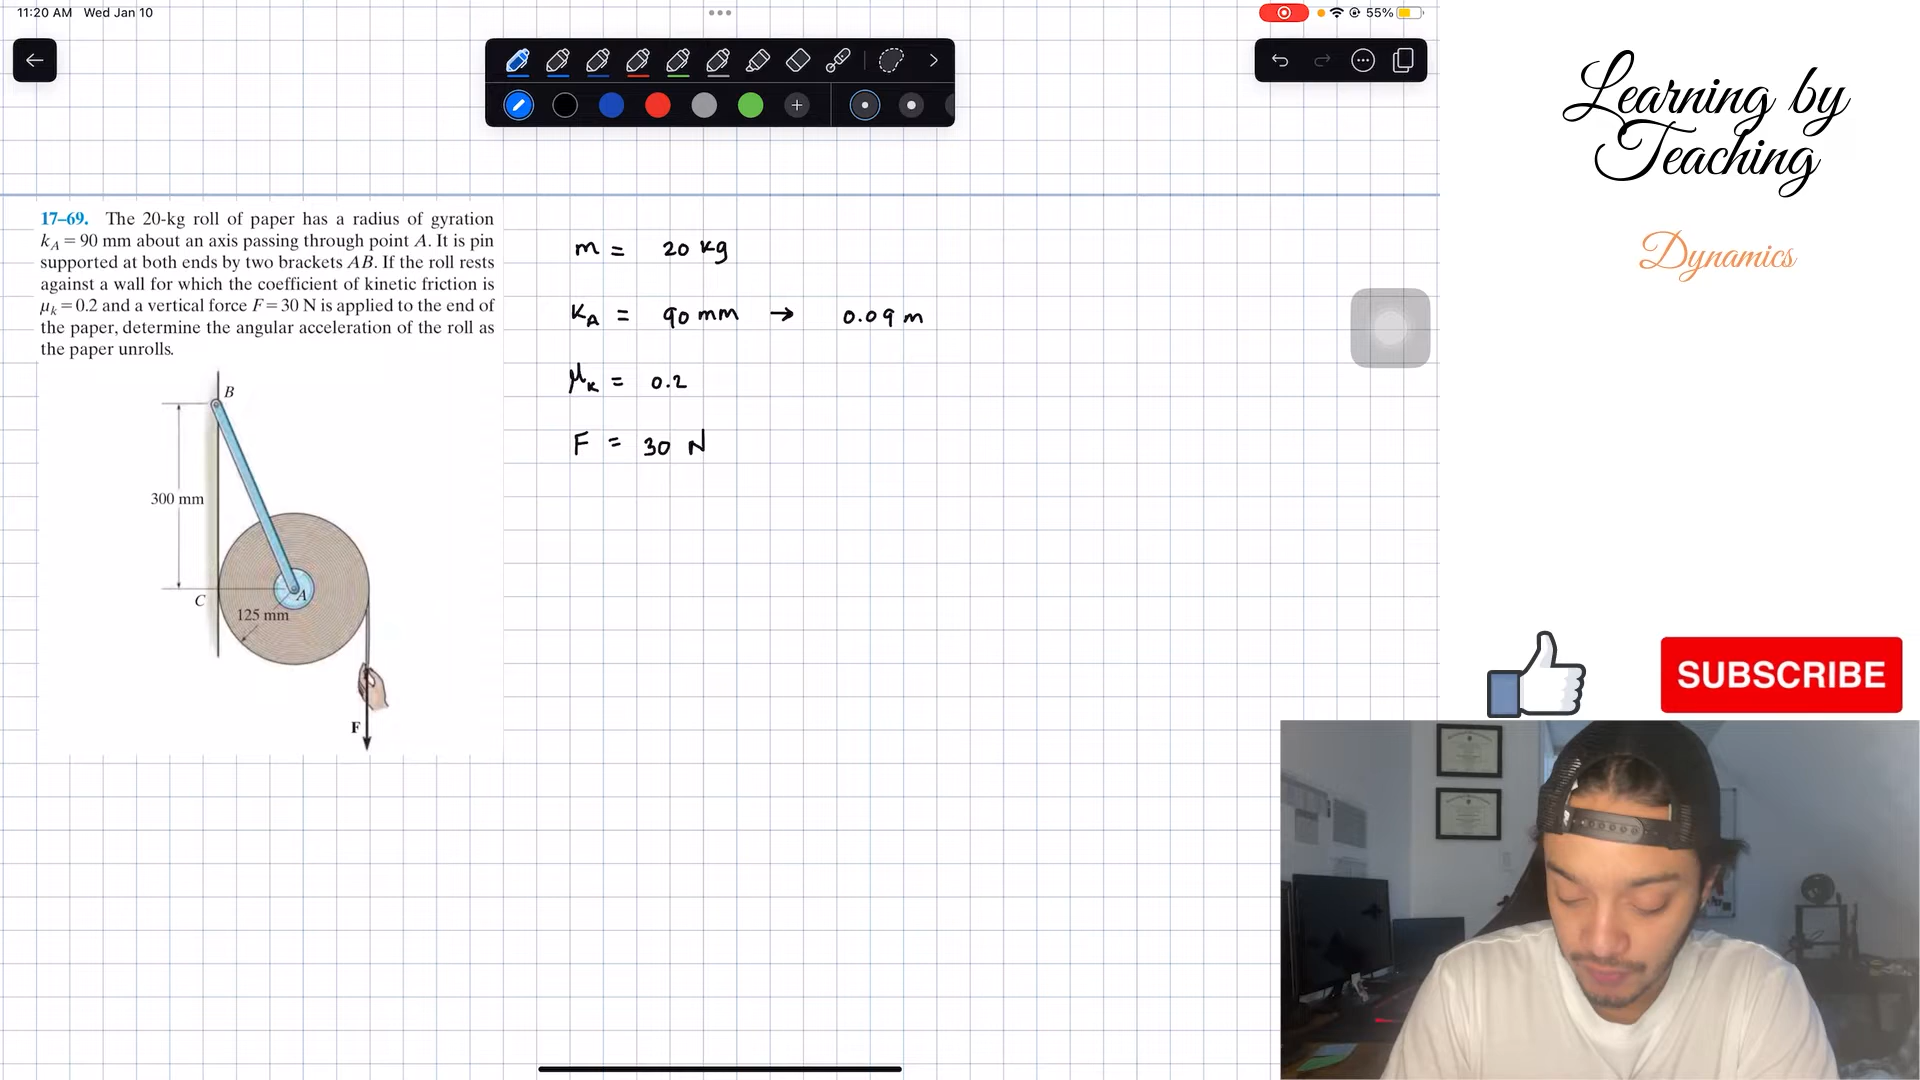 11:20 AM Wed Jan 10
55%
Learning by
Teaching
Dynamics
17–69. The 20-kg roll of paper has a radius of gyration
kA = 90 mm about an axis passing through point A. It is pin
supported at both ends by two brackets AB. If the roll rests
against a wall for which the coefficient of kinetic friction is
μk = 0.2 and a vertical force F = 30 N is applied to the end of
the paper, determine the angular acceleration of the roll as
the paper unrolls.
m = 20 kg
KA = 90 mm → 0.09 m
μk = 0.2
F = 30 N
B
300 mm
C
A
125 mm
F
SUBSCRIBE